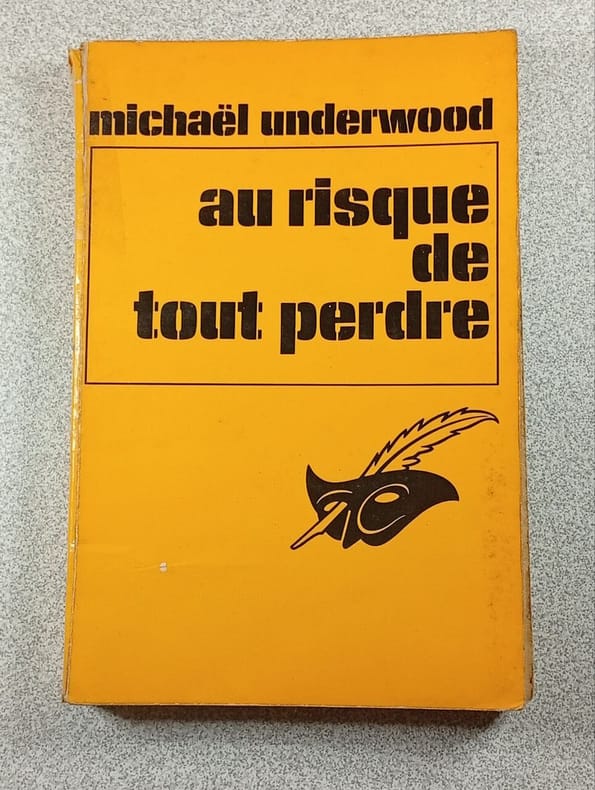 michaël underwood
au risque
de
tout perdre